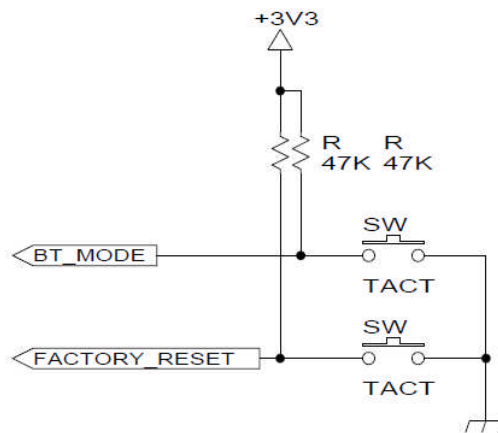 +3V3
R R
47K 47K
SW
BT_MODE
TACT
SW
FACTORY_RESET
TACT